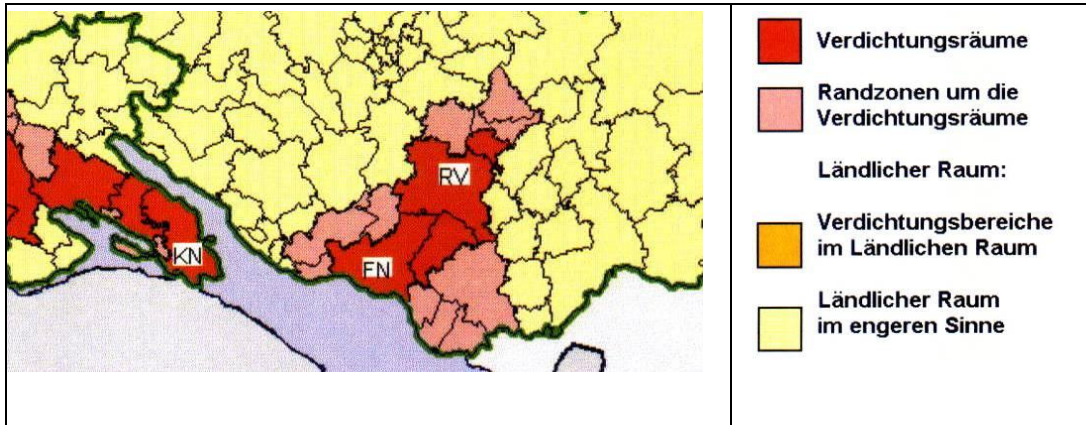 RV
KN
FN
Verdichtungsräume
Randzonen um die
Verdichtungsräume
Ländlicher Raum:
Verdichtungsbereiche
im Ländlichen Raum
Ländlicher Raum
im engeren Sinne